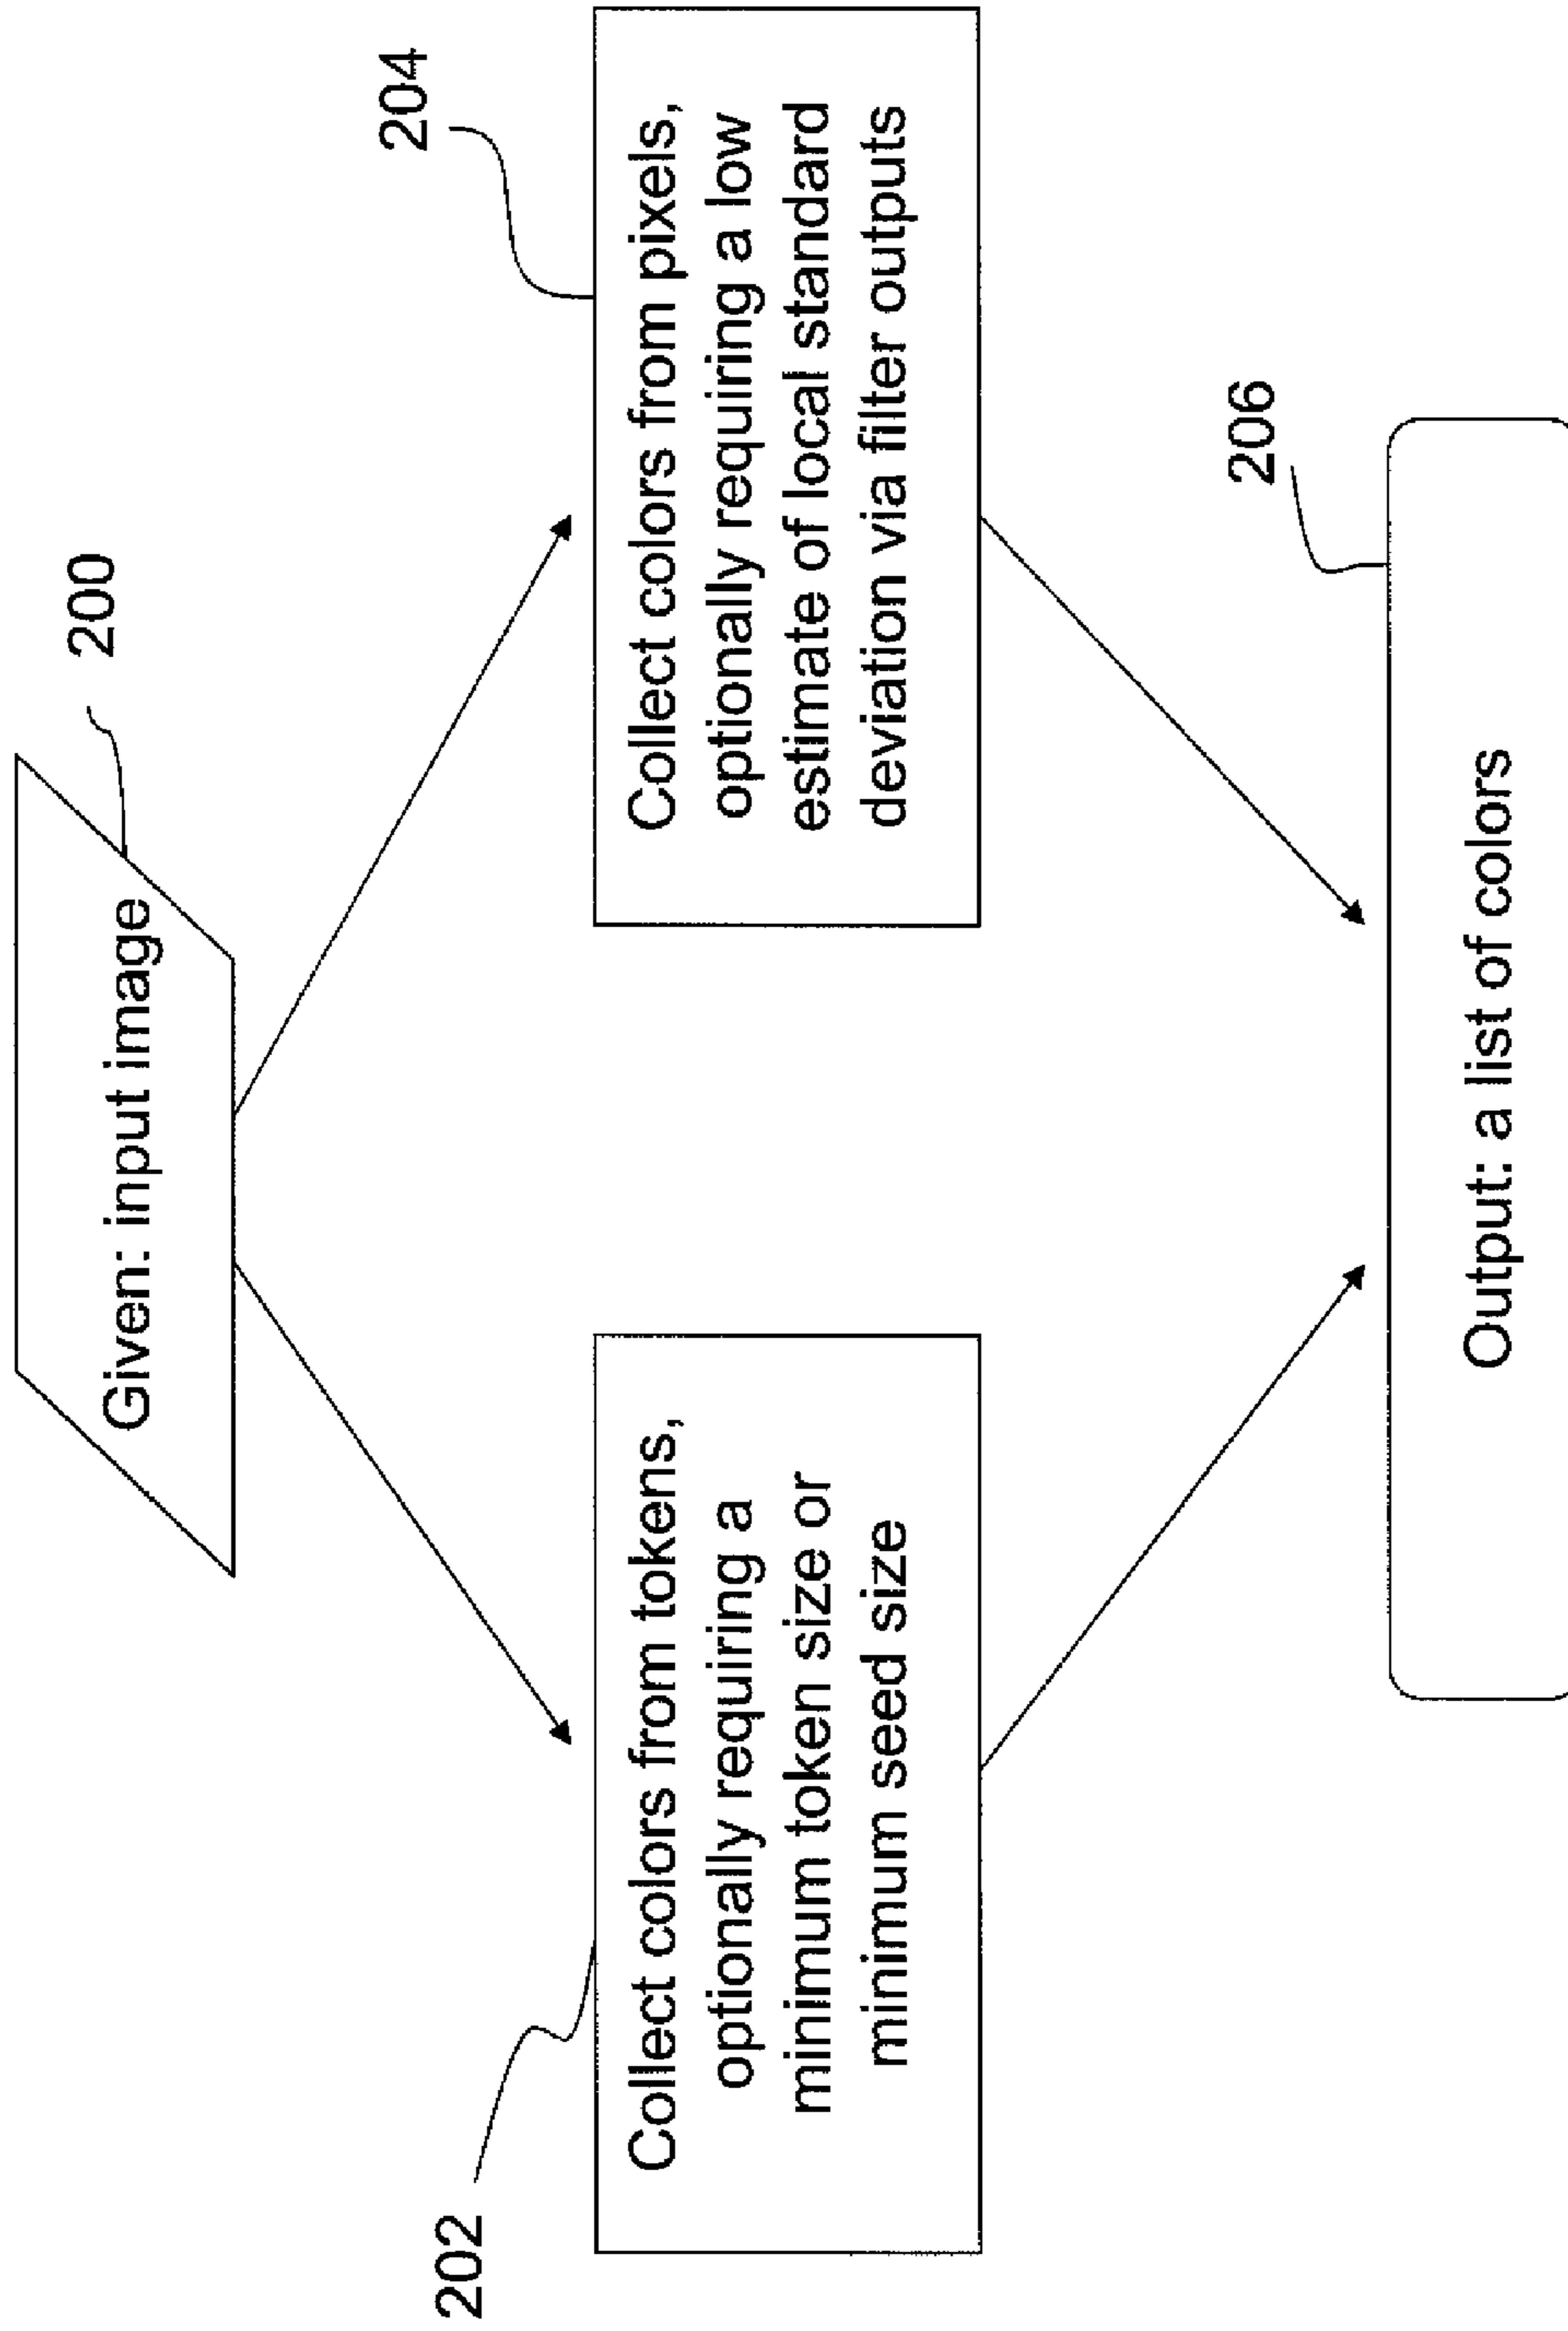 Given: input image
200
202
Collect colors from tokens,
optionally requiring a
minimum token size or
minimum seed size
204
Collect colors from pixels,
optionally requiring a low
estimate of local standard
deviation via filter outputs
206
Output: a list of colors